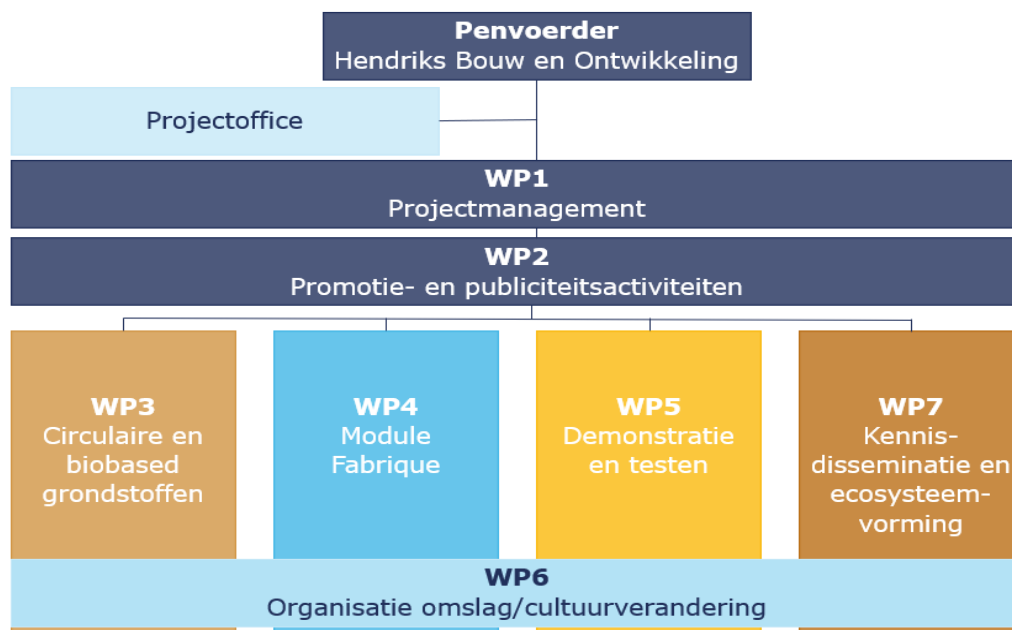 Penvoerder
Hendriks Bouw en Ontwikkeling
Projectoffice
WP1
Projectmanagement
WP2
Promotie- en publiciteitsactiviteiten
WP3
Circulaire en
biobased
grondstoffen
WP4
Module
Fabrique
WP5
Demonstratie
en testen
WP7
Kennis-
disseminatie en
ecosysteem-
vorming
WP6
Organisatie omslag/cultuurverandering